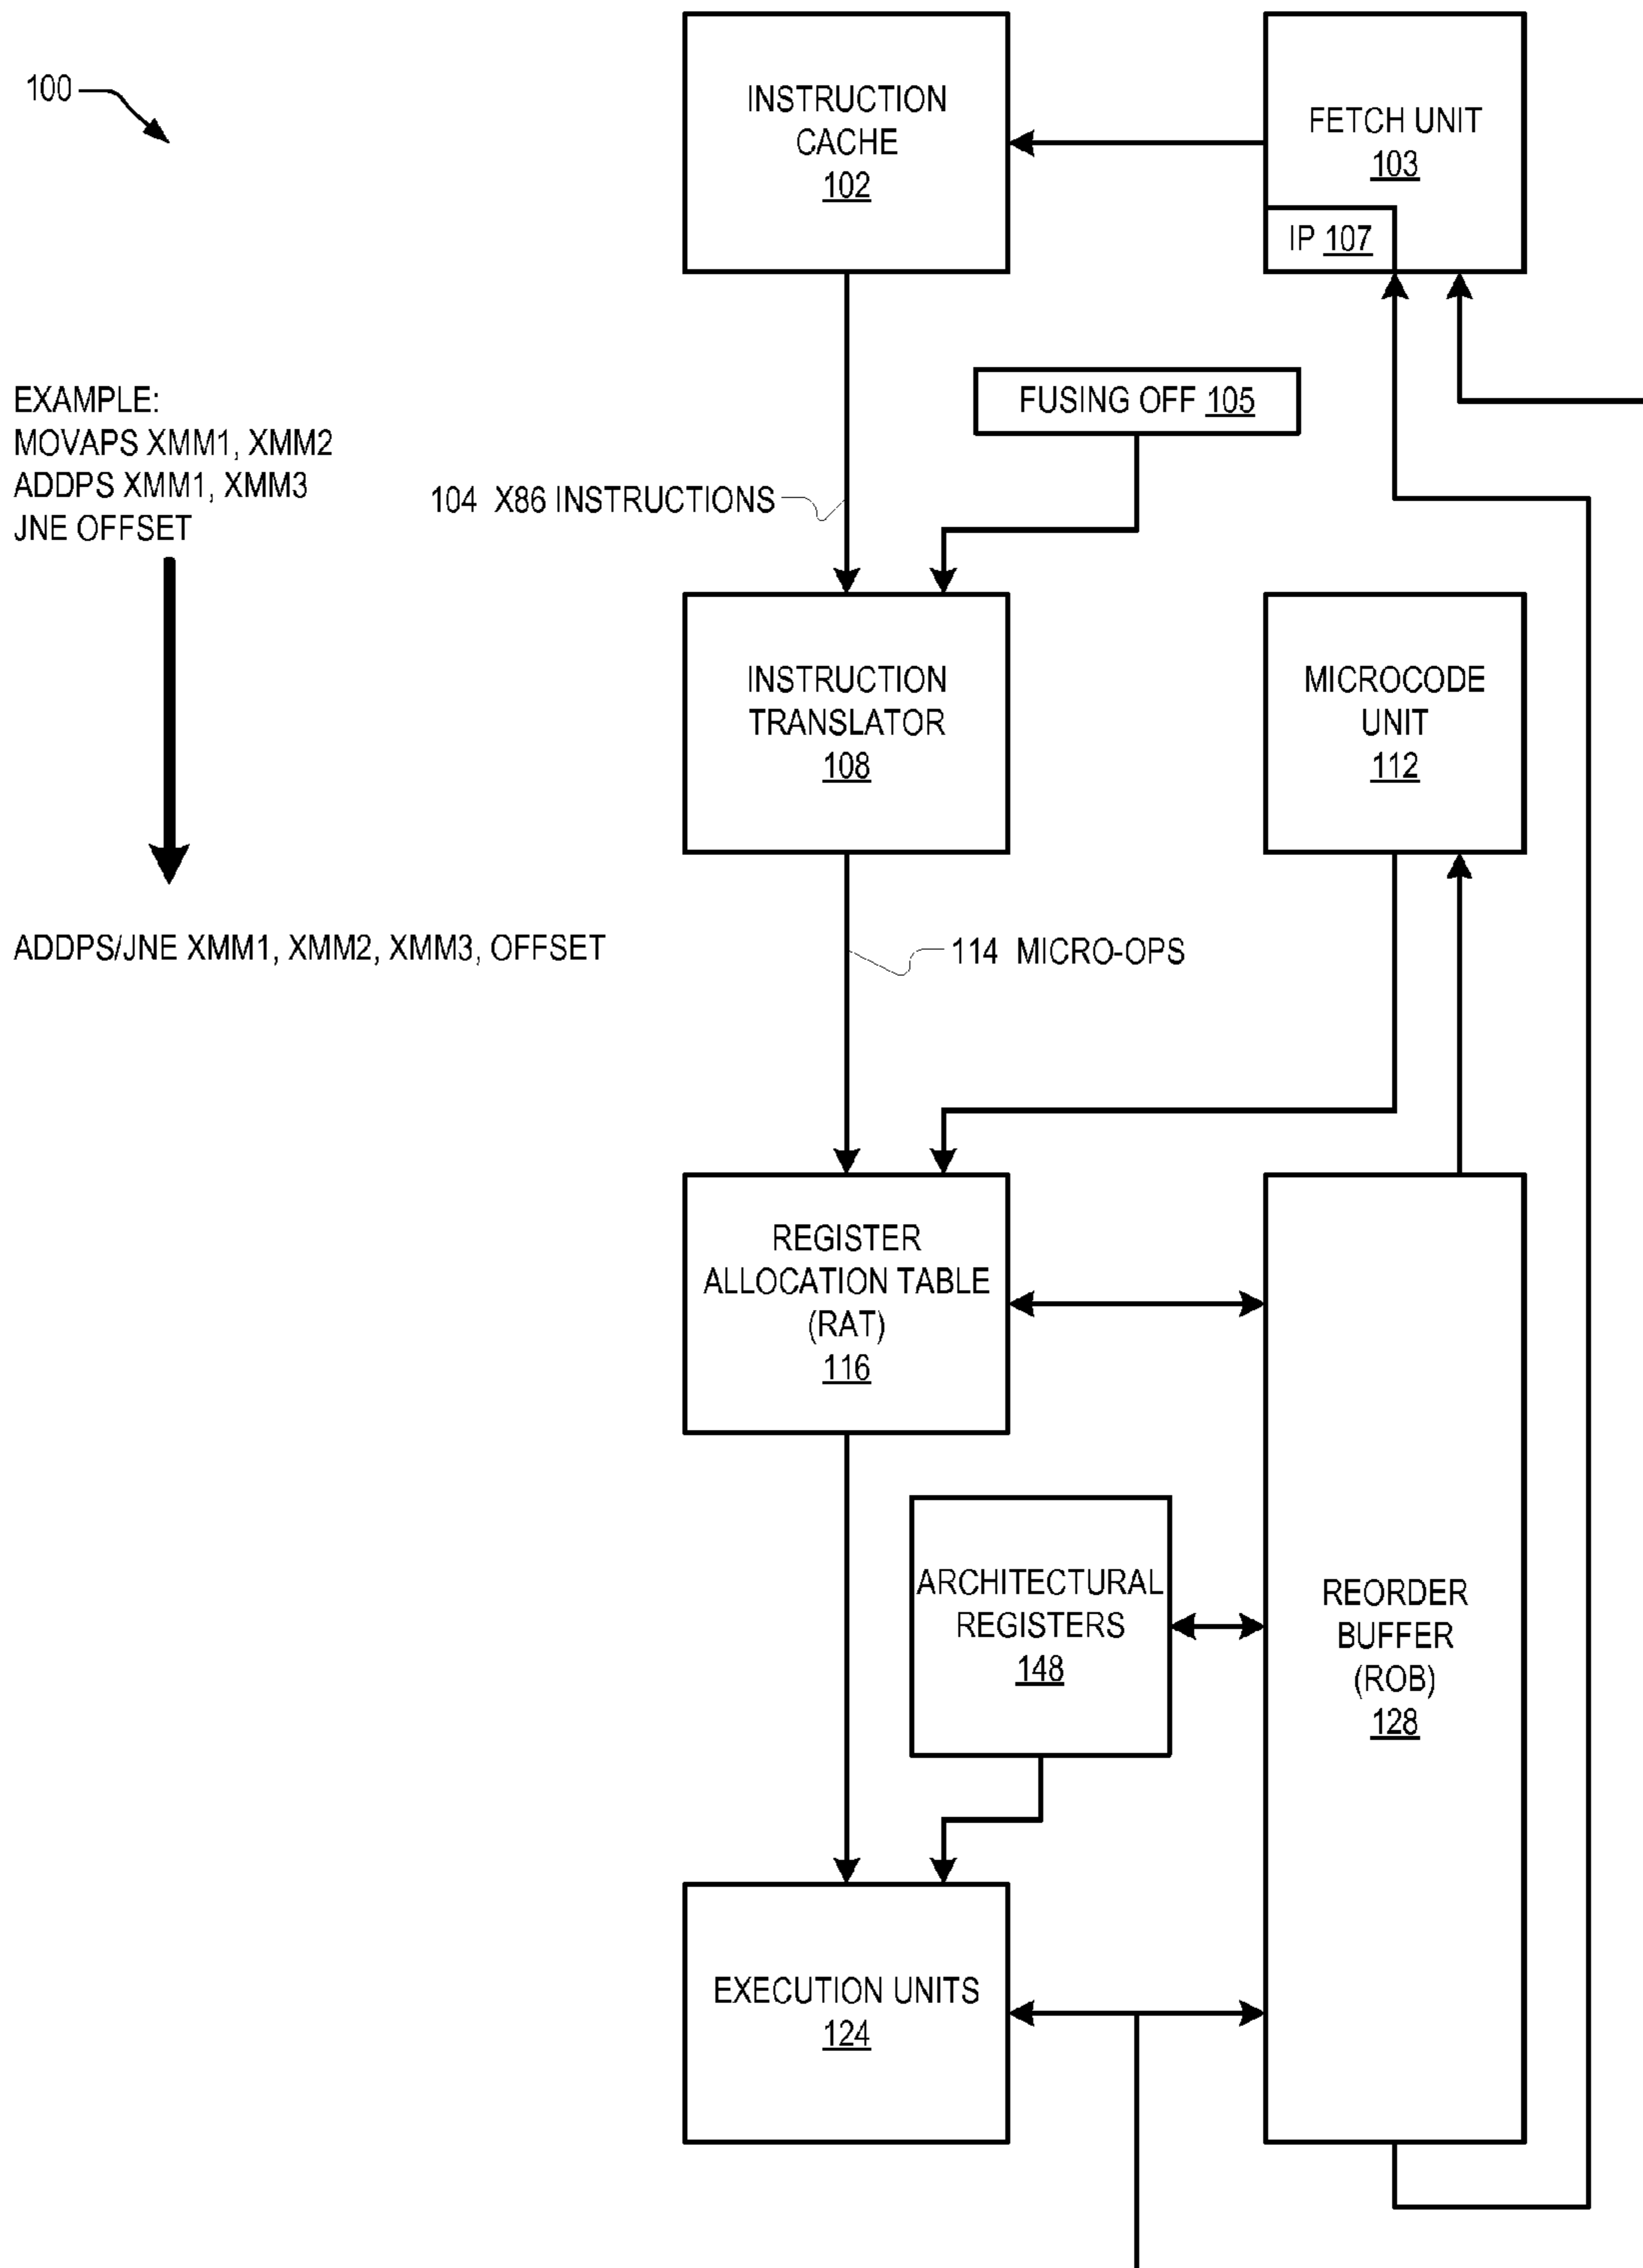 100
INSTRUCTION
CACHE
102
FETCH UNIT
103
IP 107
FUSING OFF 105
EXAMPLE:
MOVAPS XMM1, XMM2
ADDPS XMM1, XMM3
JNE OFFSET
104 X86 INSTRUCTIONS
INSTRUCTION
TRANSLATOR
108
MICROCODE
UNIT
112
ADDPS/JNE XMM1, XMM2, XMM3, OFFSET
114 MICRO-OPS
REGISTER
ALLOCATION TABLE
(RAT)
116
ARCHITECTURAL
REGISTERS
148
REORDER
BUFFER
(ROB)
128
EXECUTION UNITS
124